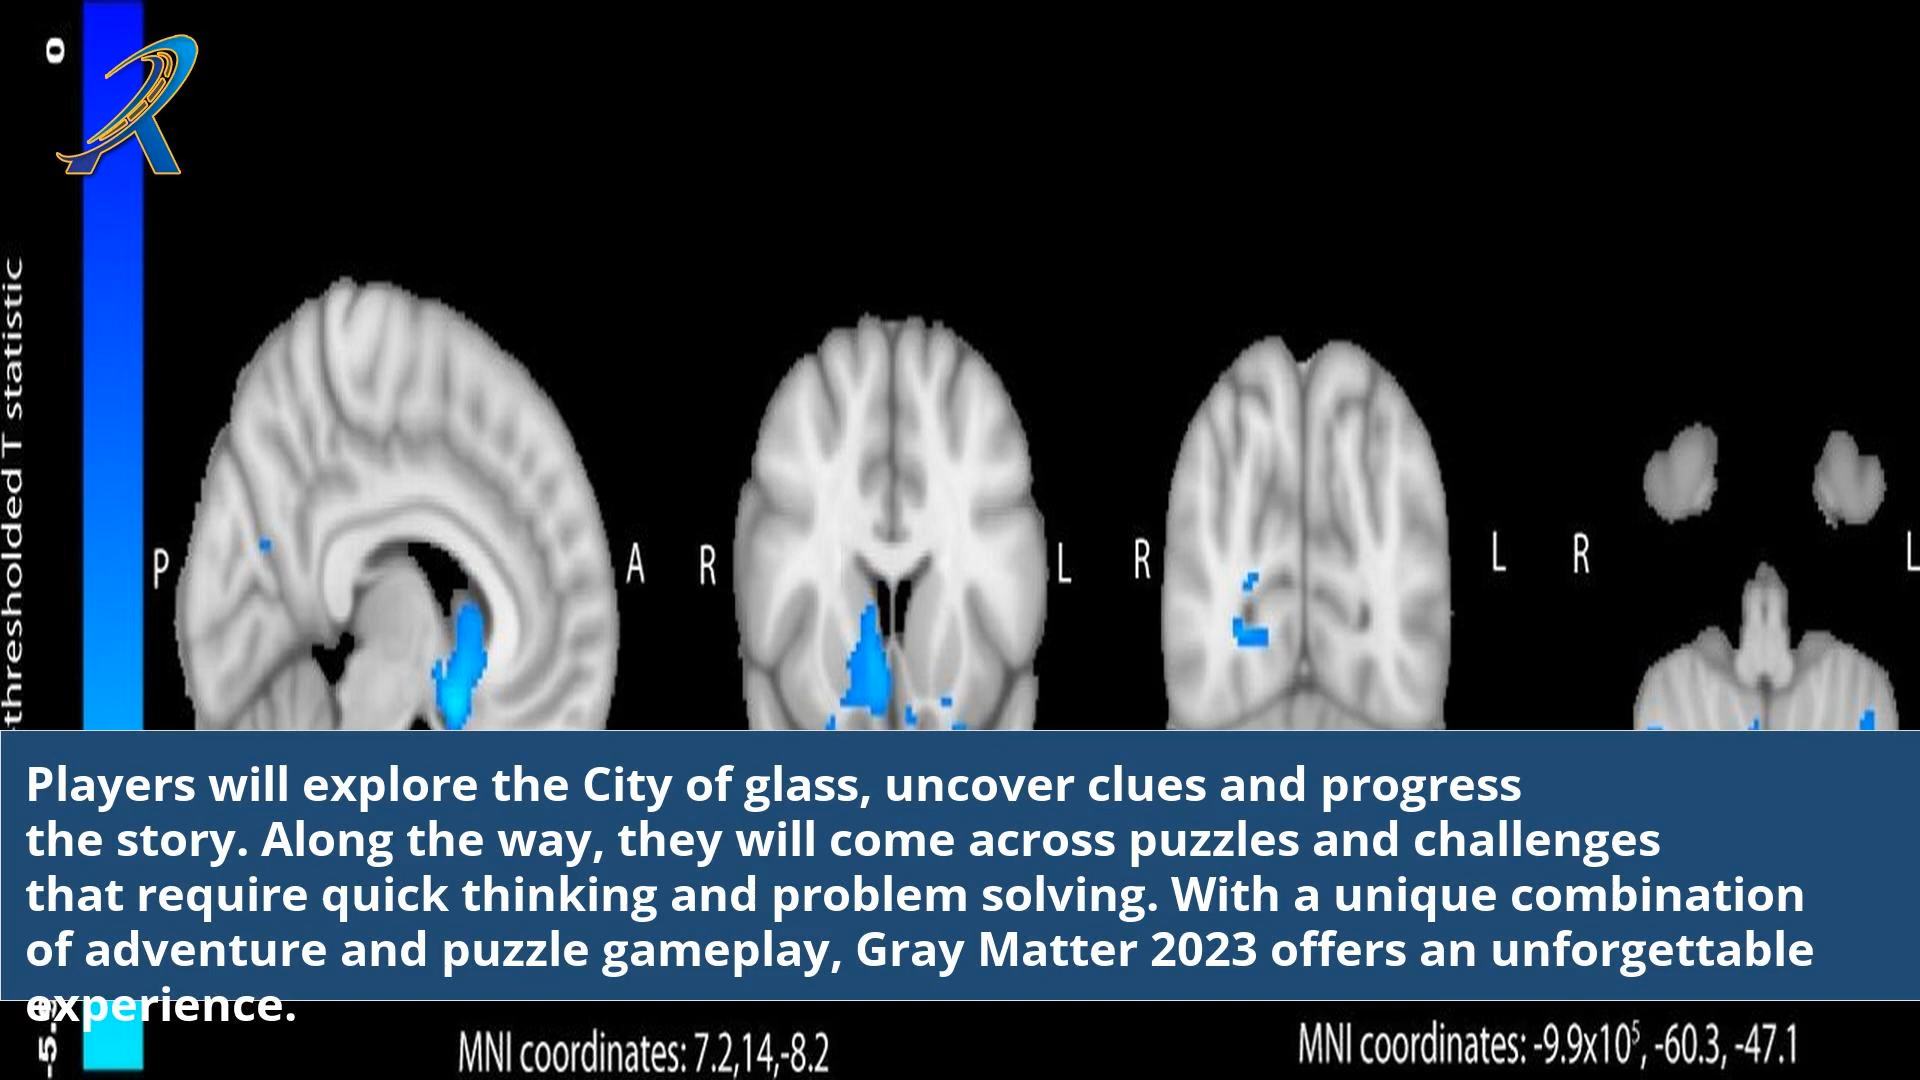 0
thresholded T statistic
P
A
R
L
R
L
R
L
Players will explore the City of glass, uncover clues and progress
the story. Along the way, they will come across puzzles and challenges
that require quick thinking and problem solving. With a unique combination
of adventure and puzzle gameplay, Gray Matter 2023 offers an unforgettable
experience.
MNI coordinates: 7.2,14,-8.2
MNI coordinates: -9.9x10⁵, -60.3, -47.1